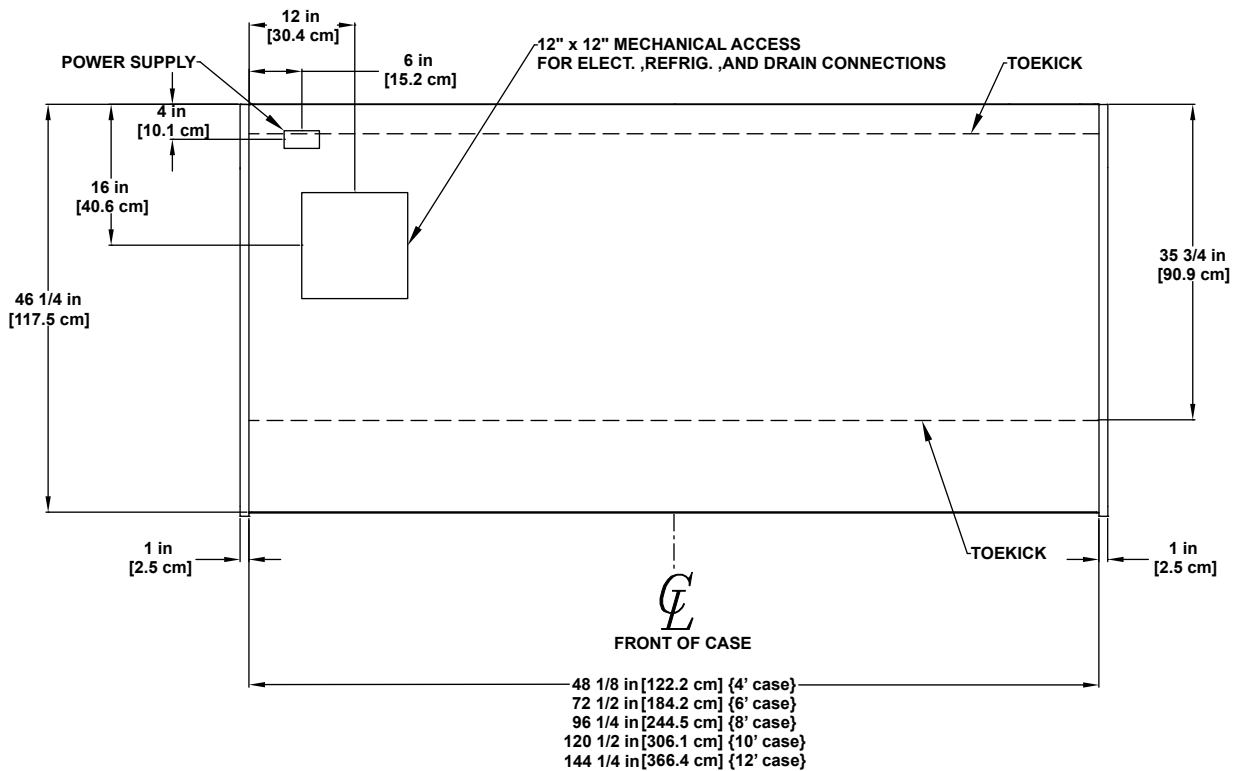 12 in
[30.4 cm]
POWER SUPPLY
6 in
[15.2 cm]
12" x 12" MECHANICAL ACCESS
FOR ELECT. ,REFRIG. ,AND DRAIN CONNECTIONS
TOEKICK
4 in
[10.1 cm]
16 in
[40.6 cm]
35 3/4 in
[90.9 cm]
46 1/4 in
[117.5 cm]
1 in
[2.5 cm]
TOEKICK
1 in
[2.5 cm]
CL
FRONT OF CASE
48 1/8 in [122.2 cm] {4' case}
72 1/2 in [184.2 cm] {6' case}
96 1/4 in [244.5 cm] {8' case}
120 1/2 in [306.1 cm] {10' case}
144 1/4 in [366.4 cm] {12' case}